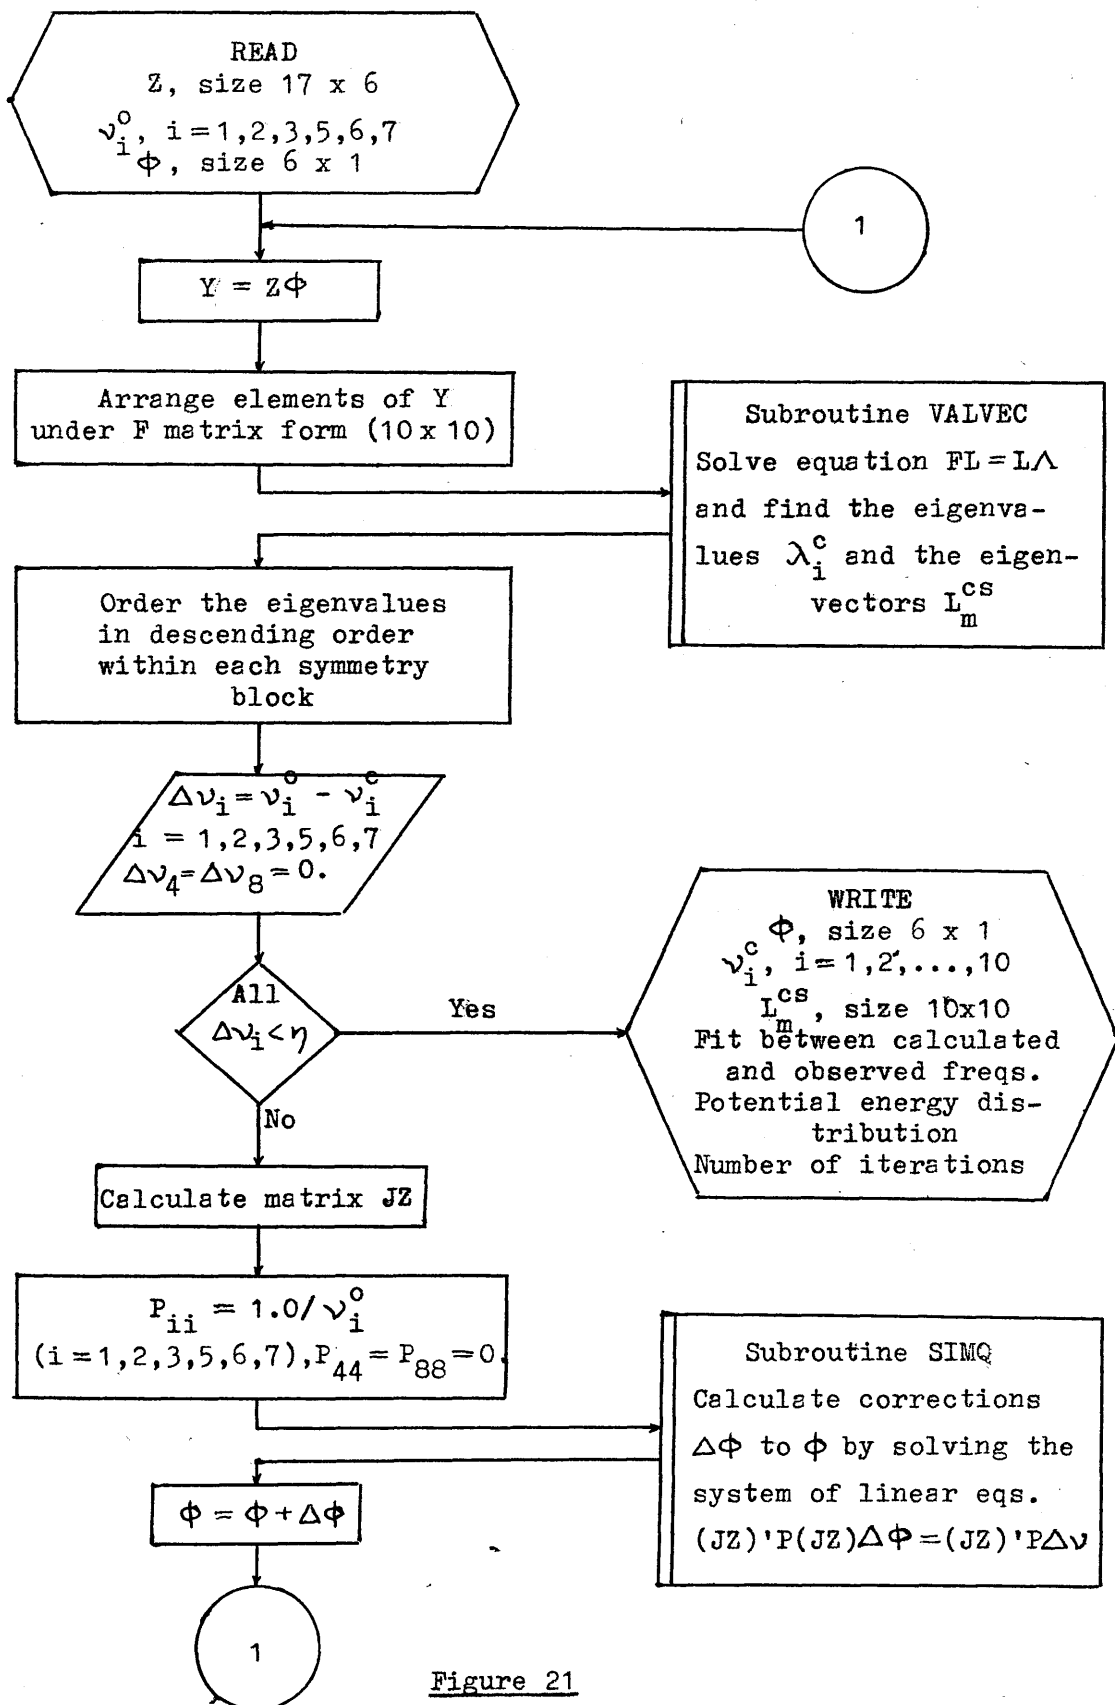 READ
Z, size 17 x 6
ν_i^o, i = 1,2,3,5,6,7
Φ, size 6 x 1
1
Y = ZΦ
Arrange elements of Y
under F matrix form (10 x 10)
Subroutine VALVEC
Solve equation FL = LΛ
and find the eigenva-
lues λ_i^c and the eigen-
vectors L_m^cs
Order the eigenvalues
in descending order
within each symmetry
block
Δν_i = ν_i^o - ν_i^c
i = 1,2,3,5,6,7
Δν_4 = Δν_8 = 0.
All
Δν_i < η
Yes
No
WRITE
Φ, size 6 x 1
ν_i^c, i = 1,2,...,10
L_m^cs, size 10x10
Fit between calculated
and observed freqs.
Potential energy dis-
tribution
Number of iterations
Calculate matrix JZ
P_ii = 1.0/ν_i^o
(i = 1,2,3,5,6,7), P_44 = P_88 = 0.
Subroutine SIMQ
Calculate corrections
ΔΦ to Φ by solving the
system of linear eqs.
(JZ)'P(JZ)ΔΦ = (JZ)'PΔν
Φ = Φ + ΔΦ
1
Figure 21